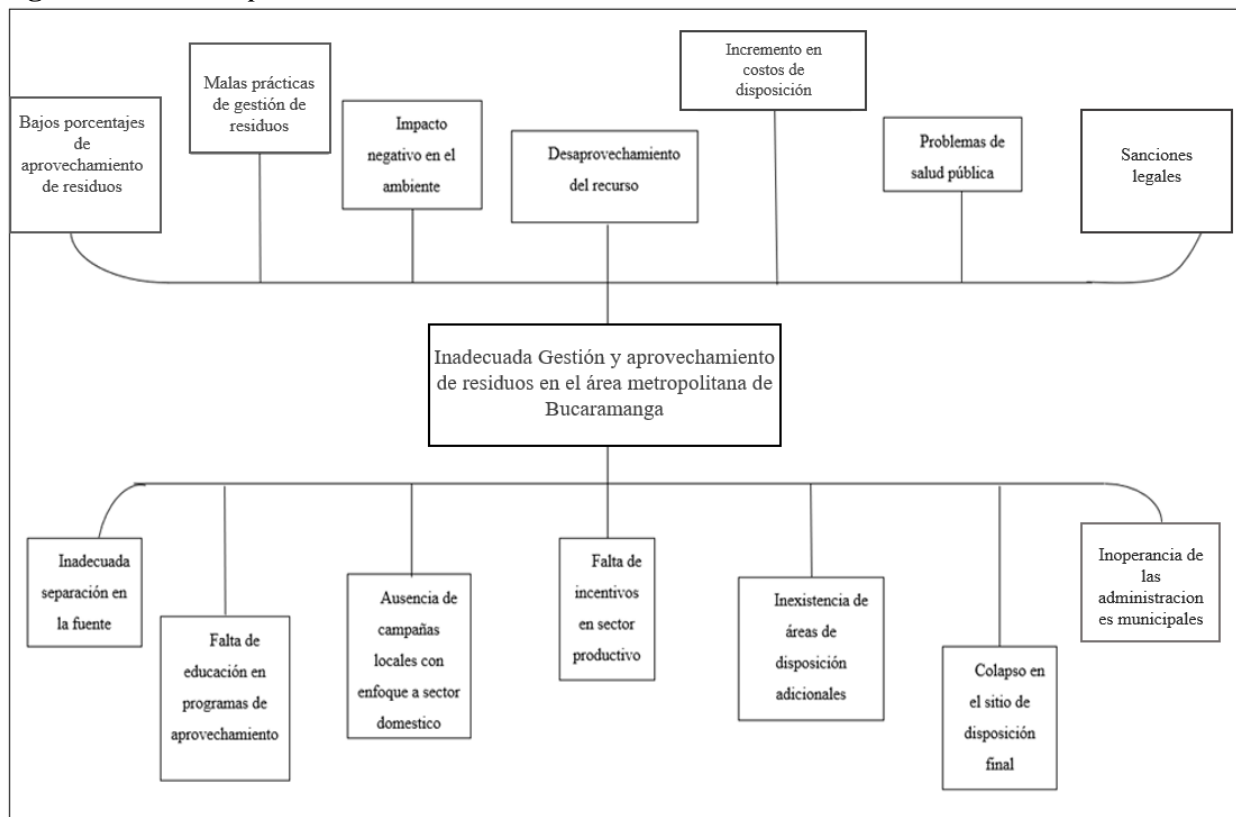 Incremento en
costos de
disposición
Malas prácticas
de gestión de
residuos
Bajos porcentajes
de
aprovechamiento
de residuos
Impacto
negativo en el
ambiente
Desaprovechamiento
del recurso
Problemas de
salud pública
Sanciones
legales
Inadecuada Gestión y aprovechamiento
de residuos en el área metropolitana de
Bucaramanga
Inadecuada
separación en
la fuente
Falta de
educación en
programas de
aprovechamiento
Ausencia de
campañas
locales con
enfoque a sector
domestico
Falta de
incentivos
en sector
productivo
Inexistencia de
áreas de
disposición
adicionales
Colapso en
el sitio de
disposición
final
Inoperancia de
las
administracion
es municipales